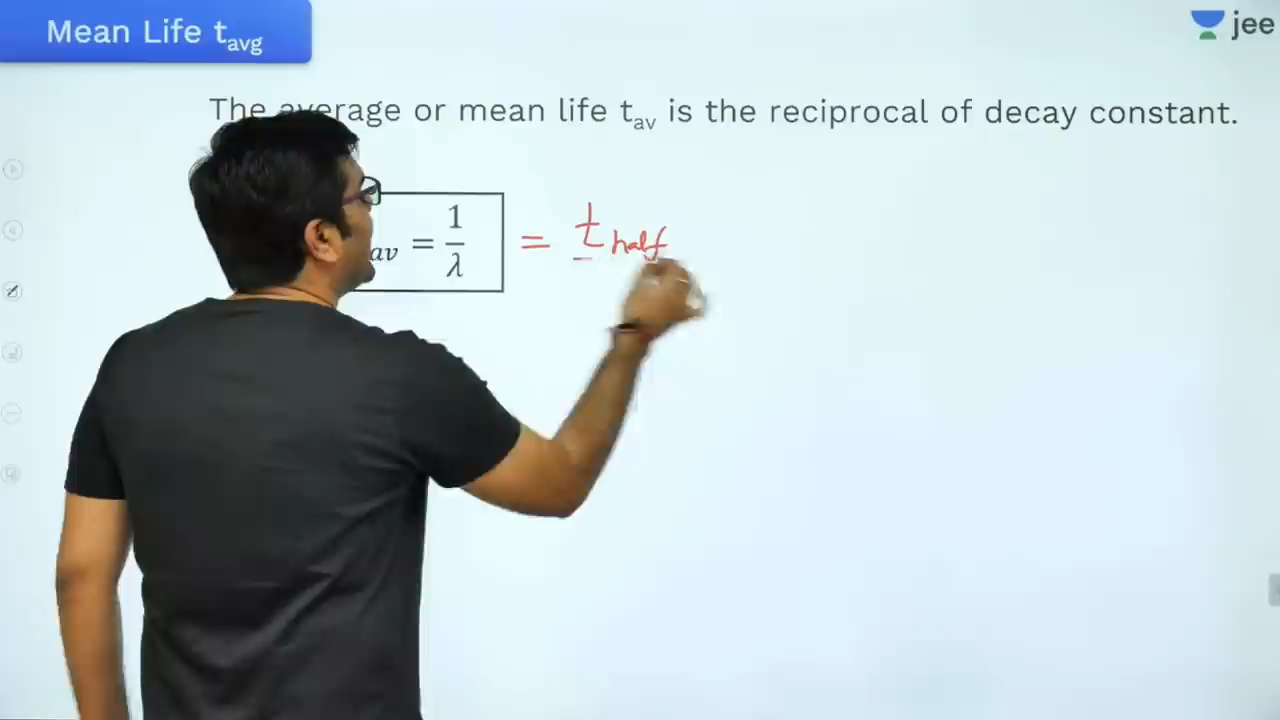 Mean Life tavg
jee
The average or mean life tav is the reciprocal of decay constant.
av = 1/λ = t half